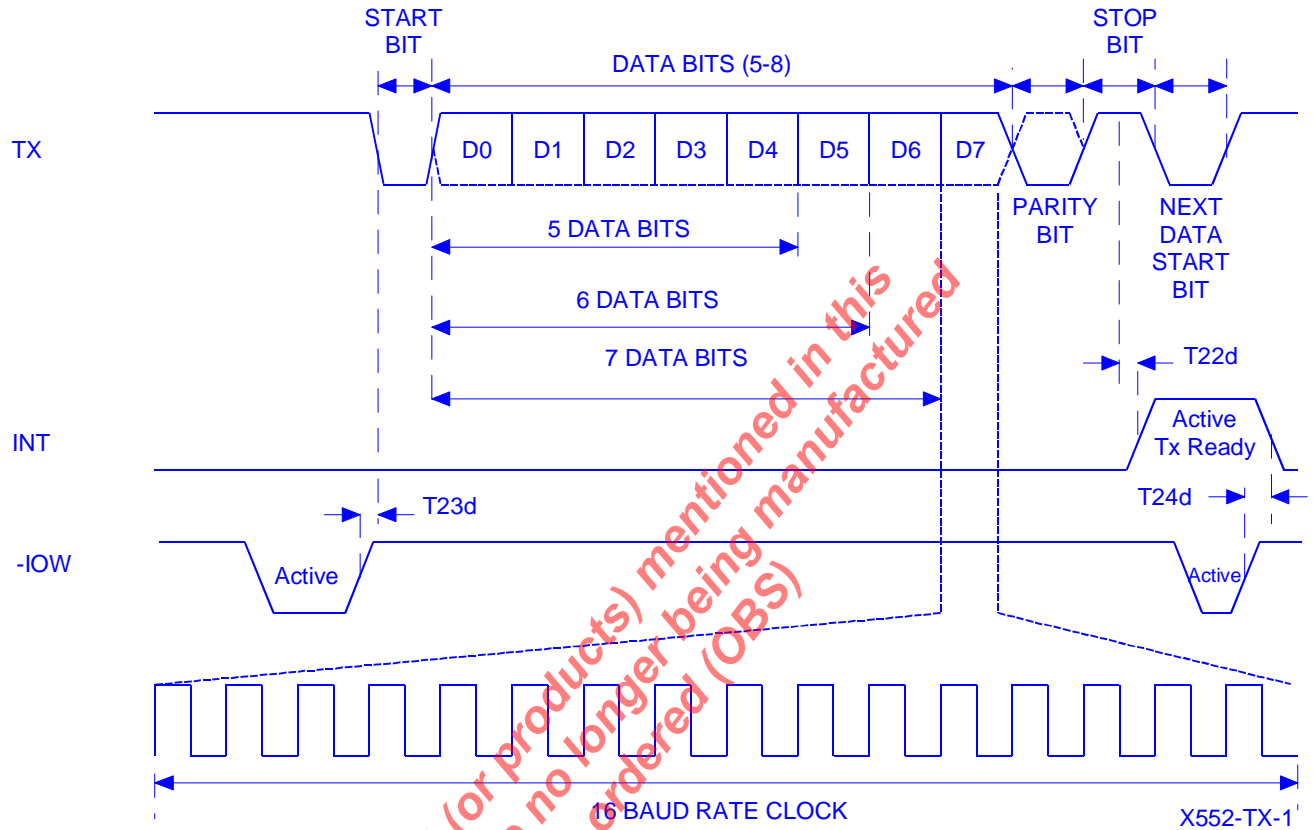 START
BIT
STOP
BIT
DATA BITS (5-8)
TX
D0 D1 D2 D3 D4 D5 D6 D7
PARITY
BIT
NEXT
DATA
START
BIT
5 DATA BITS
6 DATA BITS
7 DATA BITS
T22d
INT
Active
Tx Ready
T23d
T24d
-IOW
Active
Active
16 BAUD RATE CLOCK
X552-TX-1
(or products) mentioned in this
no longer being manufactured
ordered (OBS)